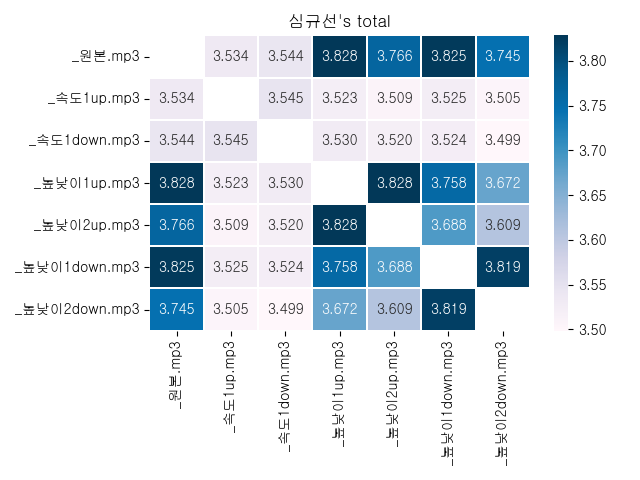 심규선's total
_원본.mp3 3.534 3.544 3.828 3.766 3.825 3.745
_속도1up.mp3 3.534 3.545 3.523 3.509 3.525 3.505
_속도1down.mp3 3.544 3.545 3.530 3.520 3.524 3.499
_높낮이1up.mp3 3.828 3.523 3.530 3.828 3.758 3.672
_높낮이2up.mp3 3.766 3.509 3.520 3.828 3.688 3.609
_높낮이1down.mp3 3.825 3.525 3.524 3.758 3.688 3.819
_높낮이2down.mp3 3.745 3.505 3.499 3.672 3.609 3.819
_원본.mp3
_속도1up.mp3
_속도1down.mp3
_높낮이1up.mp3
_높낮이2up.mp3
_높낮이1down.mp3
_높낮이2down.mp3
3.80
3.75
3.70
3.65
3.60
3.55
3.50